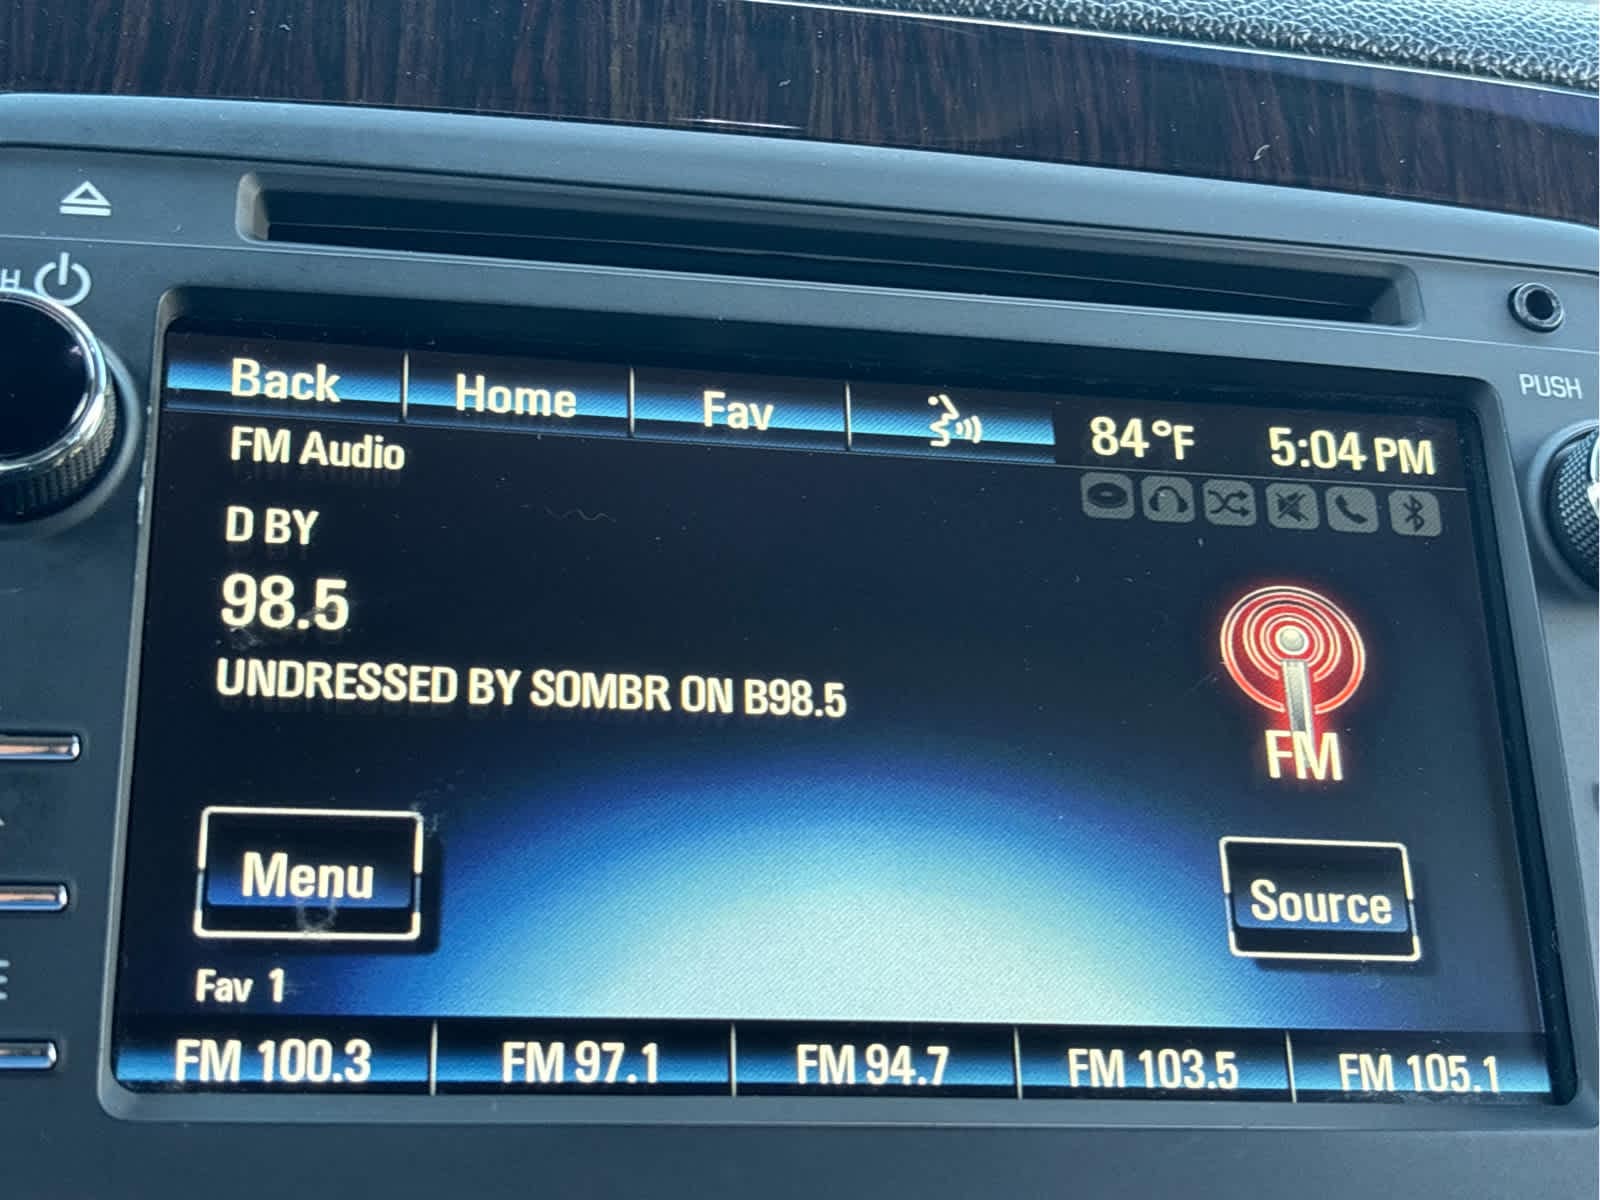 H
PUSH
Back Home Fav 84°F 5:04 PM
FM Audio
D BY
98.5
UNDRESSED BY SOMBR ON B98.5
FM
Menu
Source
Fav 1
FM 100.3 FM 97.1 FM 94.7 FM 103.5 FM 105.1